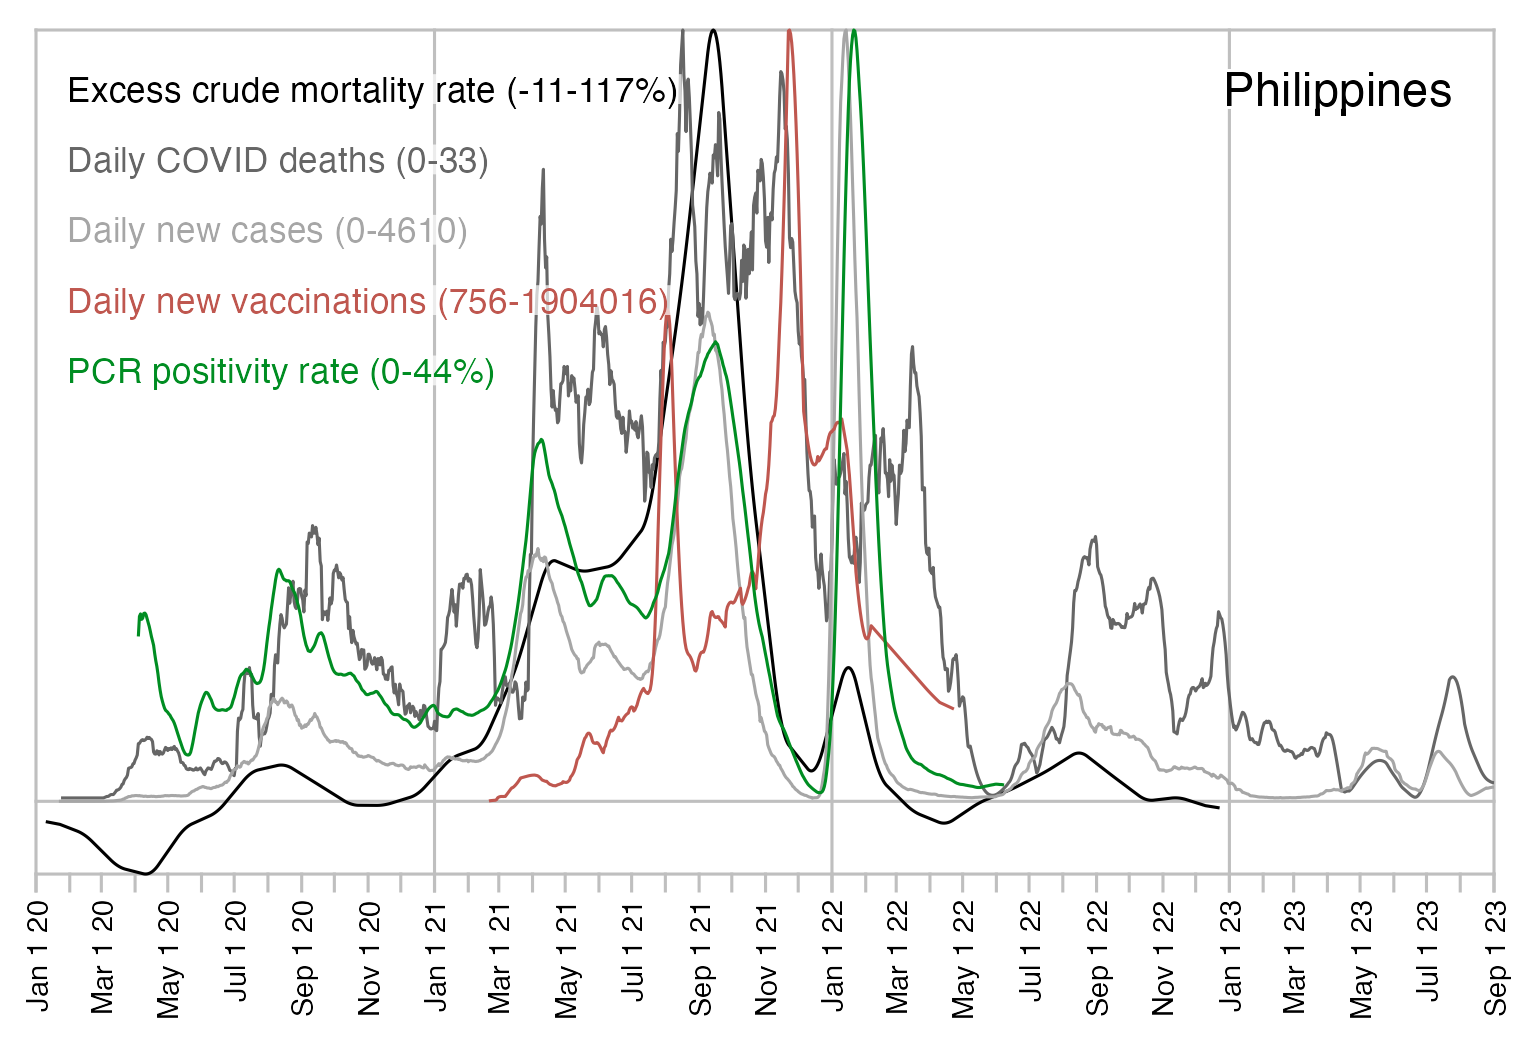 Philippines
Excess crude mortality rate (-11-117%)
Daily COVID deaths (0-33)
Daily new cases (0-4610)
Daily new vaccinations (756-1904016)
PCR positivity rate (0-44%)
Jan 1 20
Mar 1 20
May 1 20
Jul 1 20
Sep 1 20
Nov 1 20
Jan 1 21
Mar 1 21
May 1 21
Jul 1 21
Sep 1 21
Nov 1 21
Jan 1 22
Mar 1 22
May 1 22
Jul 1 22
Sep 1 22
Nov 1 22
Jan 1 23
Mar 1 23
May 1 23
Jul 1 23
Sep 1 23